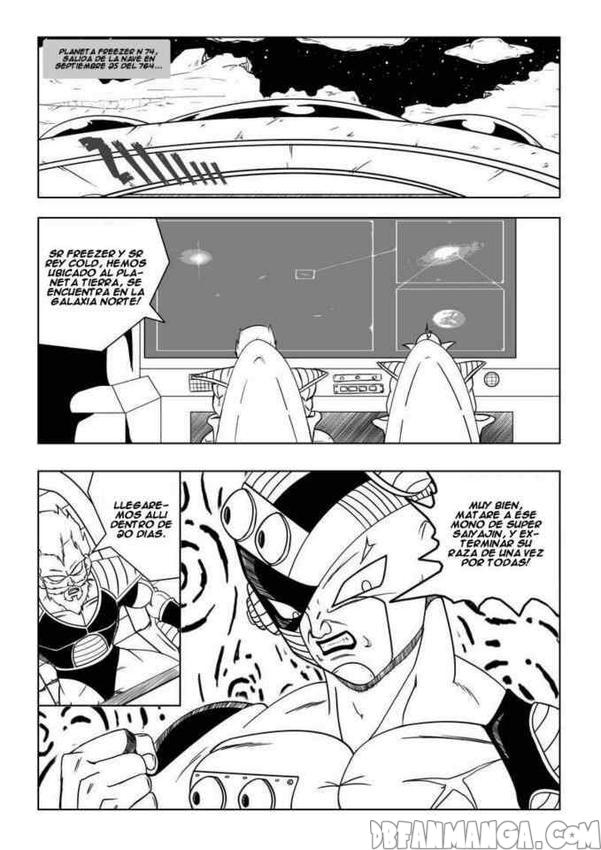 PLANETA FREEZER N 74,
SALIDA DE LA NAVE EN
SEPTIEMBRE 25 DEL 764...
SR FREEZER Y SR
REY COLD, HEMOS
UBICADO AL PLA-
NETA TIERRA, SE
ENCUENTRA EN LA
GALAXIA NORTE!
LLEGARE-
MOS ALLI
DENTRO DE
20 DIAS.
MUY BIEN,
MATARE A ESE
MONO DE SUPER
SAIYAJIN, Y EX-
TERMINAR SU
RAZA DE UNA VEZ
POR TODAS!
DBFANMANGA.COM